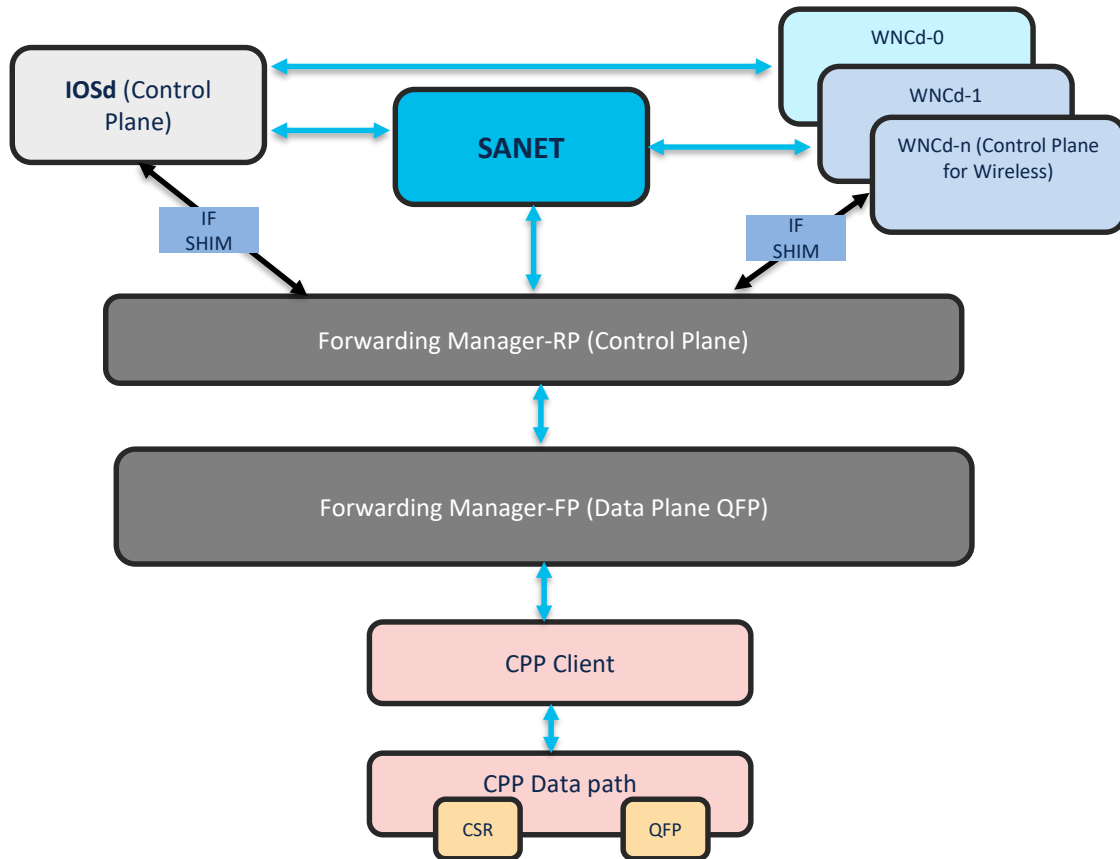 WNCd-0
IOSd (Control
Plane)
WNCd-1
SANET
WNCd-n (Control Plane
for Wireless)
IF
SHIM
IF
SHIM
Forwarding Manager-RP (Control Plane)
Forwarding Manager-FP (Data Plane QFP)
CPP Client
CPP Data path
CSR
QFP